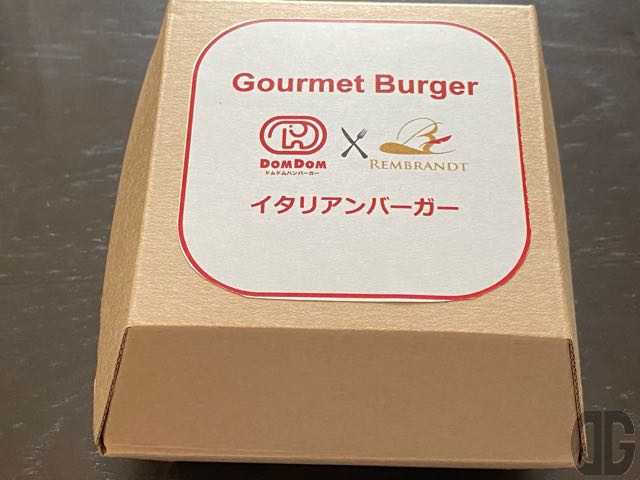 Gourmet Burger
DOMDOM
ドムドムハンバーガー
REMBRANDT
イタリアンバーガー
DG